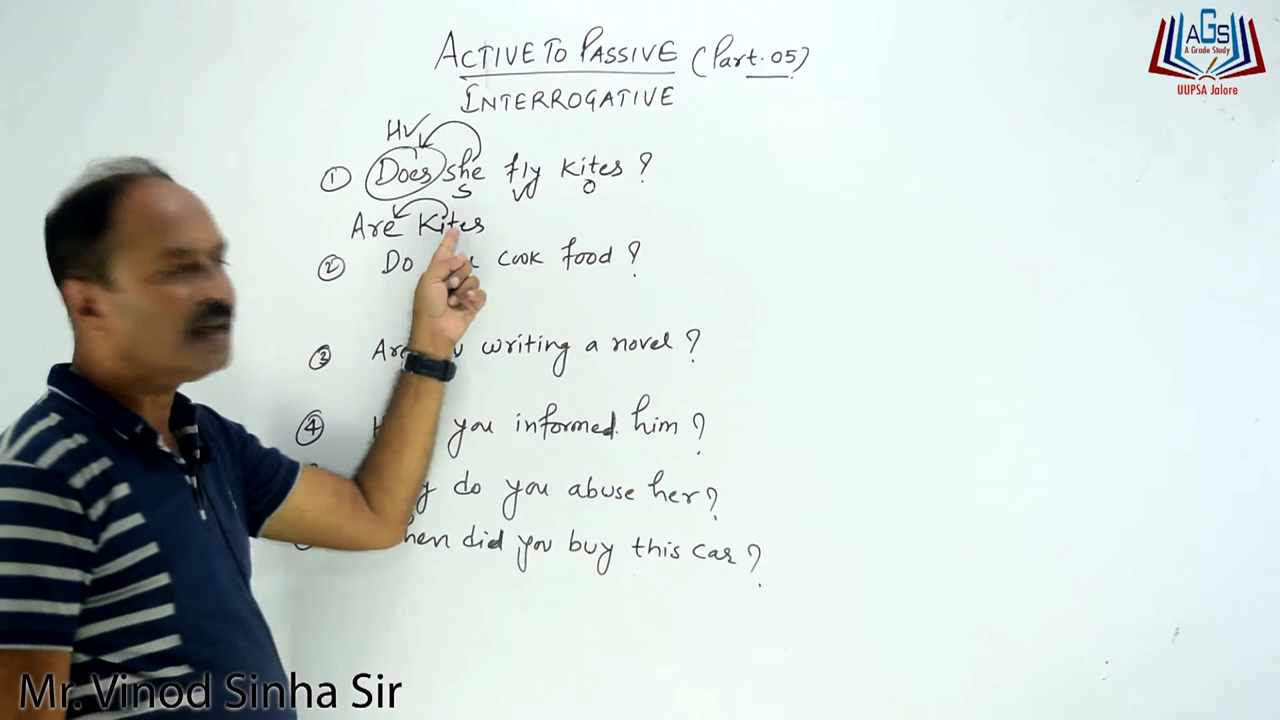 ACTIVE TO PASSIVE (Part.05)
INTERROGATIVE
AGS
A Grade Study
UUPSA Jalore
HV
① Does she fly kites ?
S V O
Are Kites
② Do cook food ?
③ Are writing a novel ?
④ you informed. him ?
do you abuse her ?
did you buy this car ?
Mr. Vinod Sinha Sir